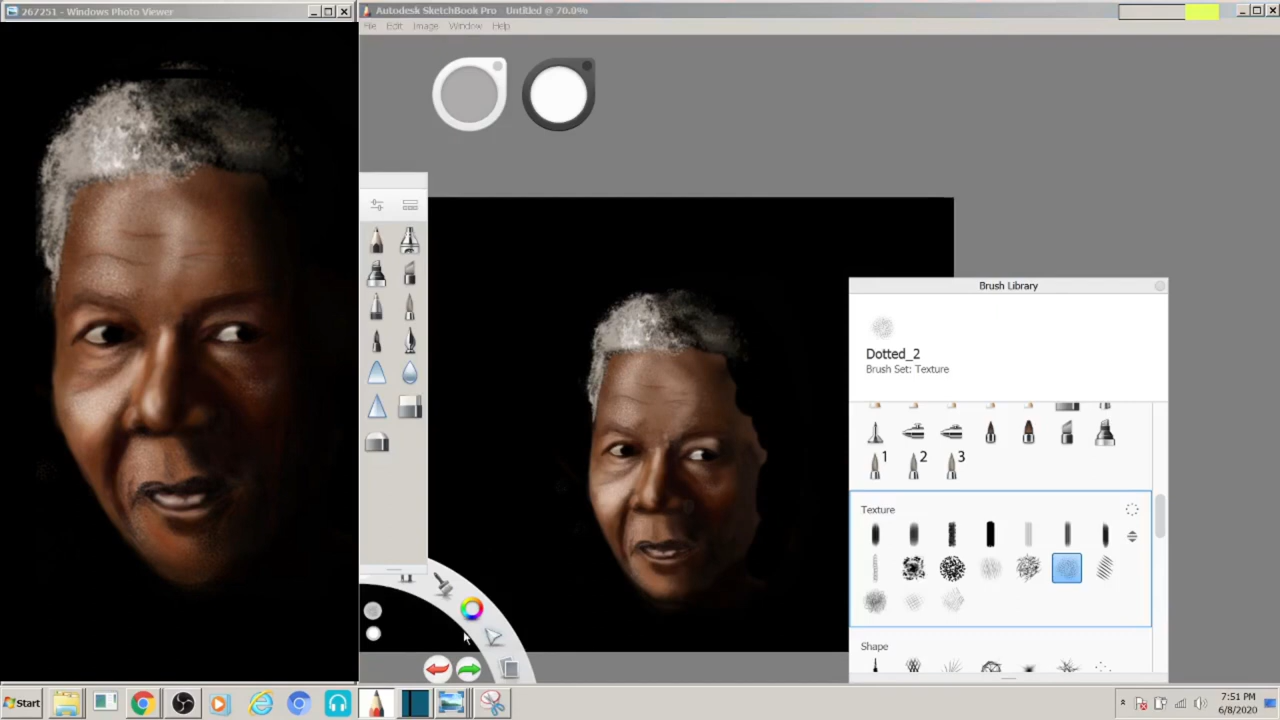 267251 - Windows Photo Viewer
Autodesk SketchBook Pro - Untitled @ 70.0%
File Edit Image Window Help
Brush Library
Dotted_2
Brush Set: Texture
1 2 3
Texture
Shape
Start
7:51 PM
6/8/2020